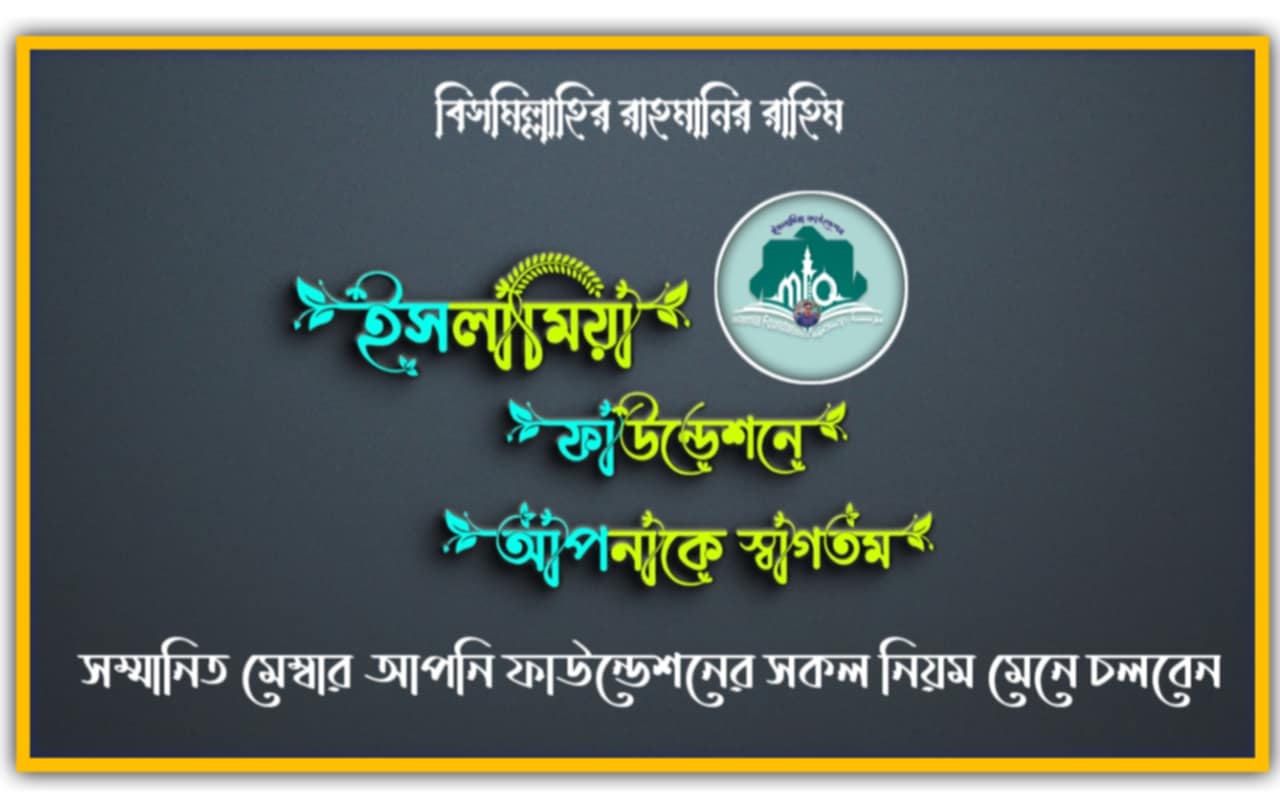 বিসমিল্লাহির রাহমানির রাহিম
ইসলামিয়া
ফাউন্ডেশনে
আপনাকে স্বাগতম
সম্মানিত মেম্বার আপনি ফাউন্ডেশনের সকল নিয়ম মেনে চলবেন